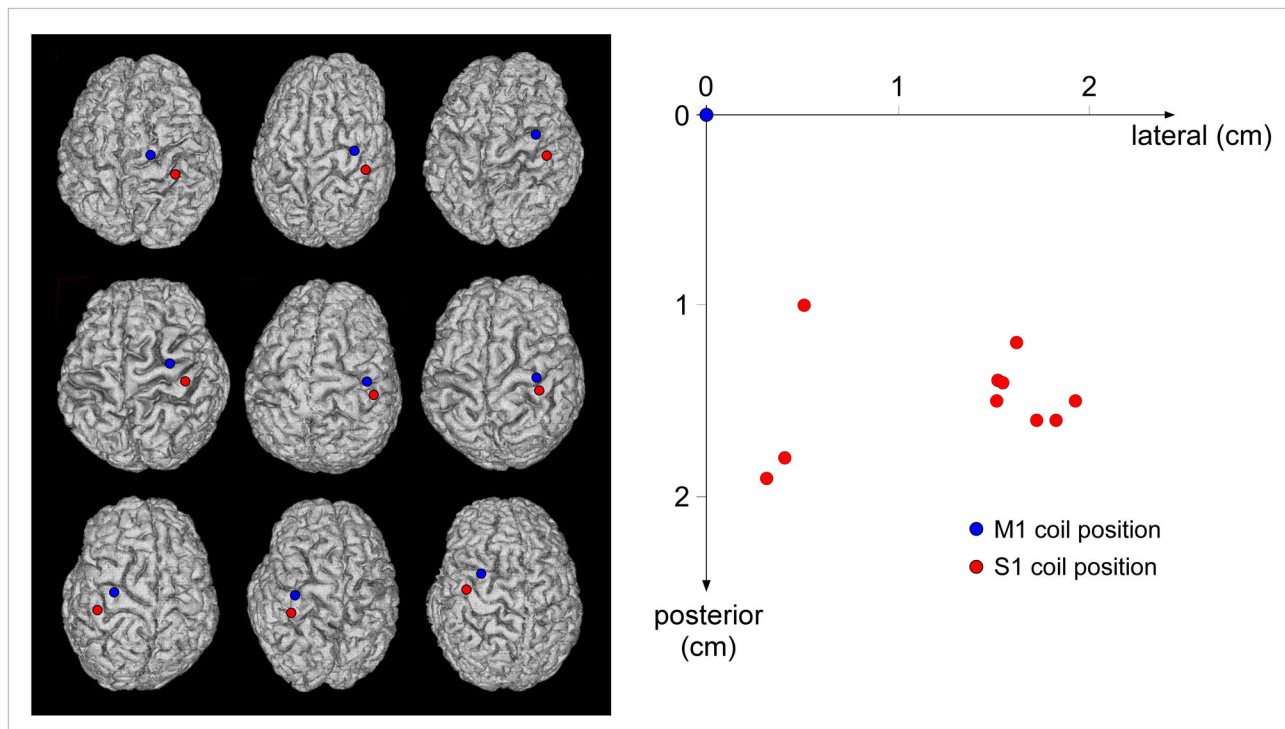 0 1 2
0
lateral (cm)
1
2
M1 coil position
S1 coil position
posterior
(cm)